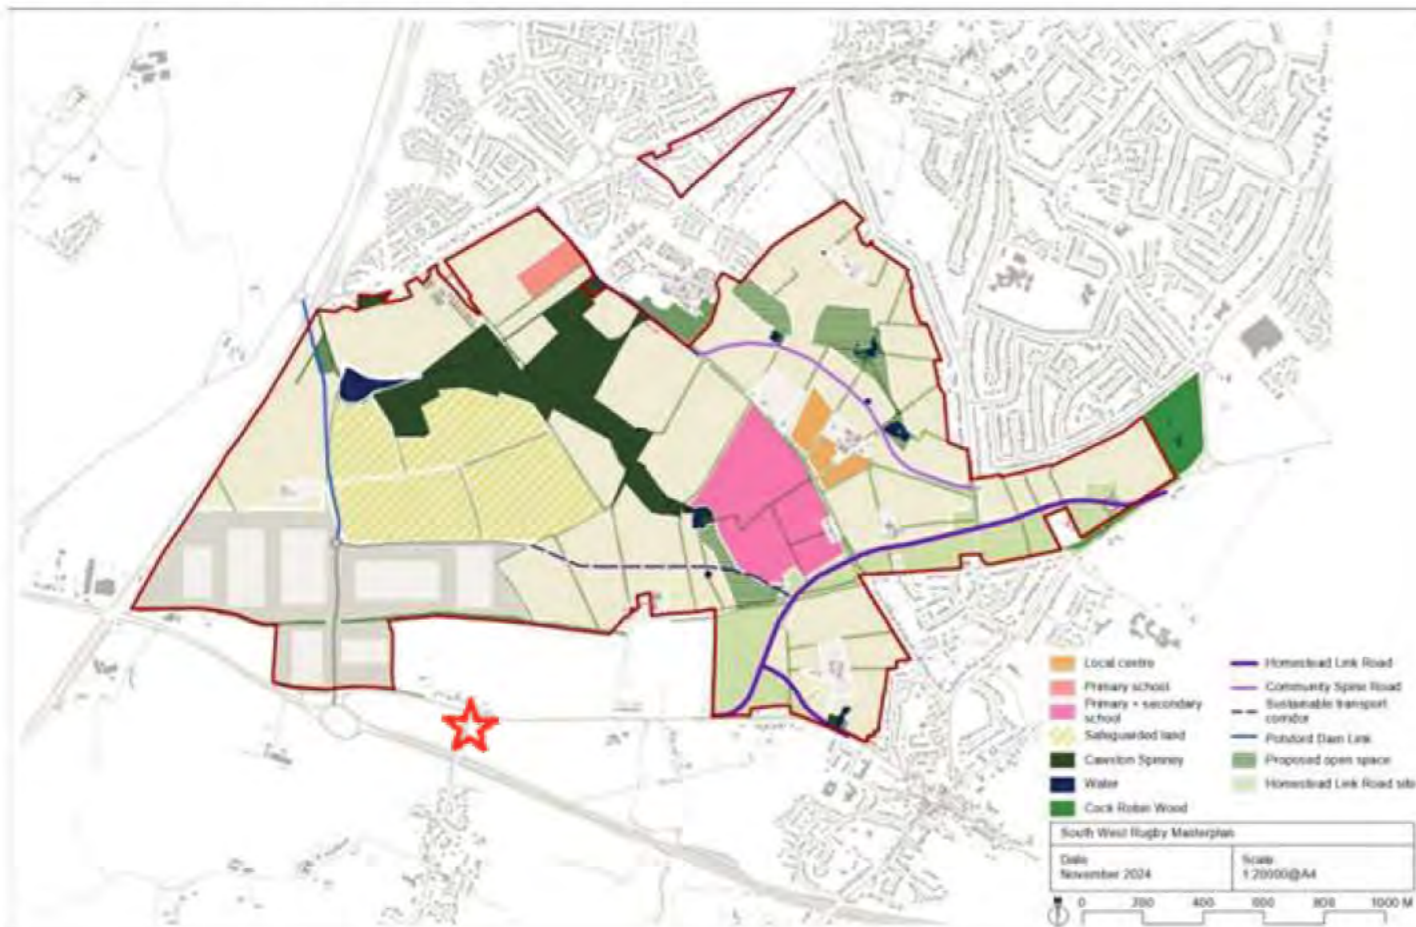 Local centre
Primary school
Primary + secondary
school
Safeguarded land
Cawston Spinney
Water
Cock Robin Wood
Homestead Link Road
Community Spine Road
Sustainable transport
corridor
Potsford Dam Link
Proposed open space
Homestead Link Road site
South West Rugby Masterplan
Date
November 2024
Scale
1:20000@A4
N
0 200 400 600 800 1000 M